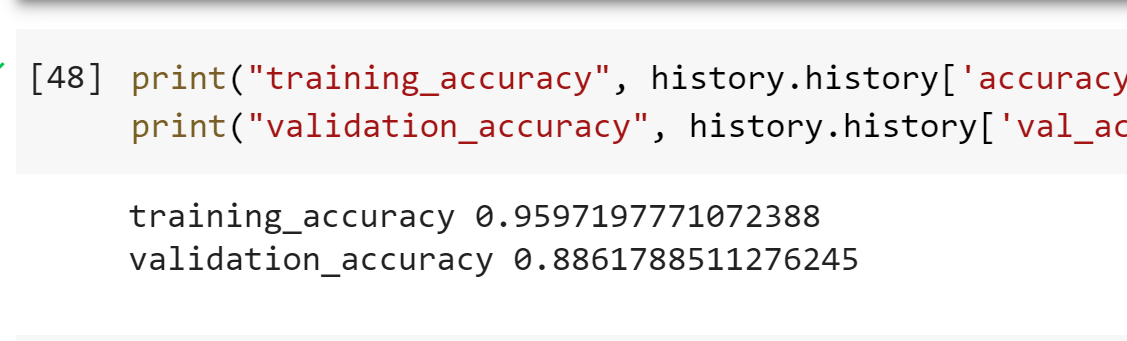 [48] print("training_accuracy", history.history['accuracy
print("validation_accuracy", history.history['val_ac
training_accuracy 0.9597197771072388
validation_accuracy 0.8861788511276245